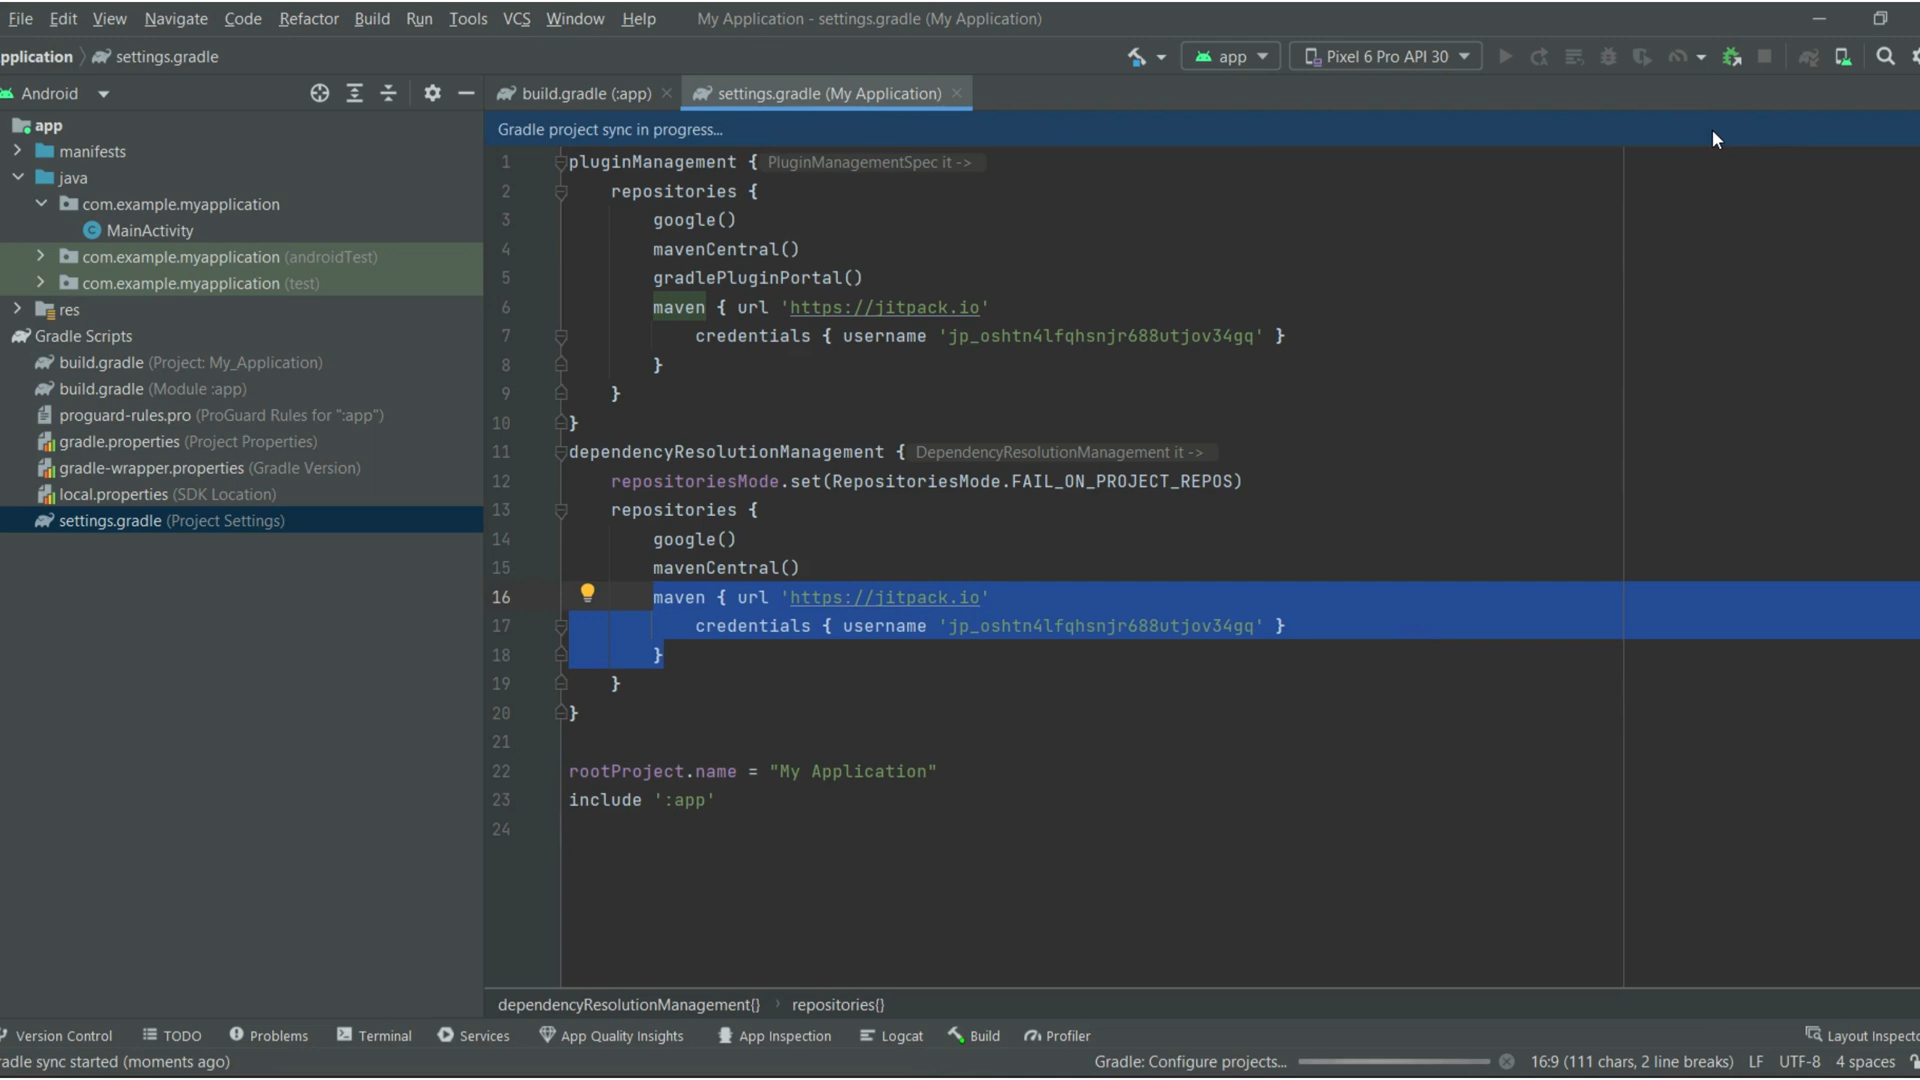 File Edit View Navigate Code Refactor Build Run Tools VCS Window Help My Application - settings.gradle (My Application)
pplication settings.gradle app Pixel 6 Pro API 30
Android build.gradle (:app) settings.gradle (My Application)
Gradle project sync in progress...
app
manifests
java
com.example.myapplication
MainActivity
com.example.myapplication (androidTest)
com.example.myapplication (test)
res
Gradle Scripts
build.gradle (Project: My_Application)
build.gradle (Module :app)
proguard-rules.pro (ProGuard Rules for ":app")
gradle.properties (Project Properties)
gradle-wrapper.properties (Gradle Version)
local.properties (SDK Location)
settings.gradle (Project Settings)
1 pluginManagement { PluginManagementSpec it ->
2 repositories {
3 google()
4 mavenCentral()
5 gradlePluginPortal()
6 maven { url 'https://jitpack.io'
7 credentials { username 'jp_oshtn4lfqhsnjr688utjov34gq' }
8 }
9 }
10 }
11 dependencyResolutionManagement { DependencyResolutionManagement it ->
12 repositoriesMode.set(RepositoriesMode.FAIL_ON_PROJECT_REPOS)
13 repositories {
14 google()
15 mavenCentral()
16 maven { url 'https://jitpack.io'
17 credentials { username 'jp_oshtn4lfqhsnjr688utjov34gq' }
18 }
19 }
20 }
21
22 rootProject.name = "My Application"
23 include ':app'
24
dependencyResolutionManagement{} repositories{}
Version Control TODO Problems Terminal Services App Quality Insights App Inspection Logcat Build Profiler Layout Inspecto
radle sync started (moments ago) Gradle: Configure projects... 16:9 (111 chars, 2 line breaks) LF UTF-8 4 spaces